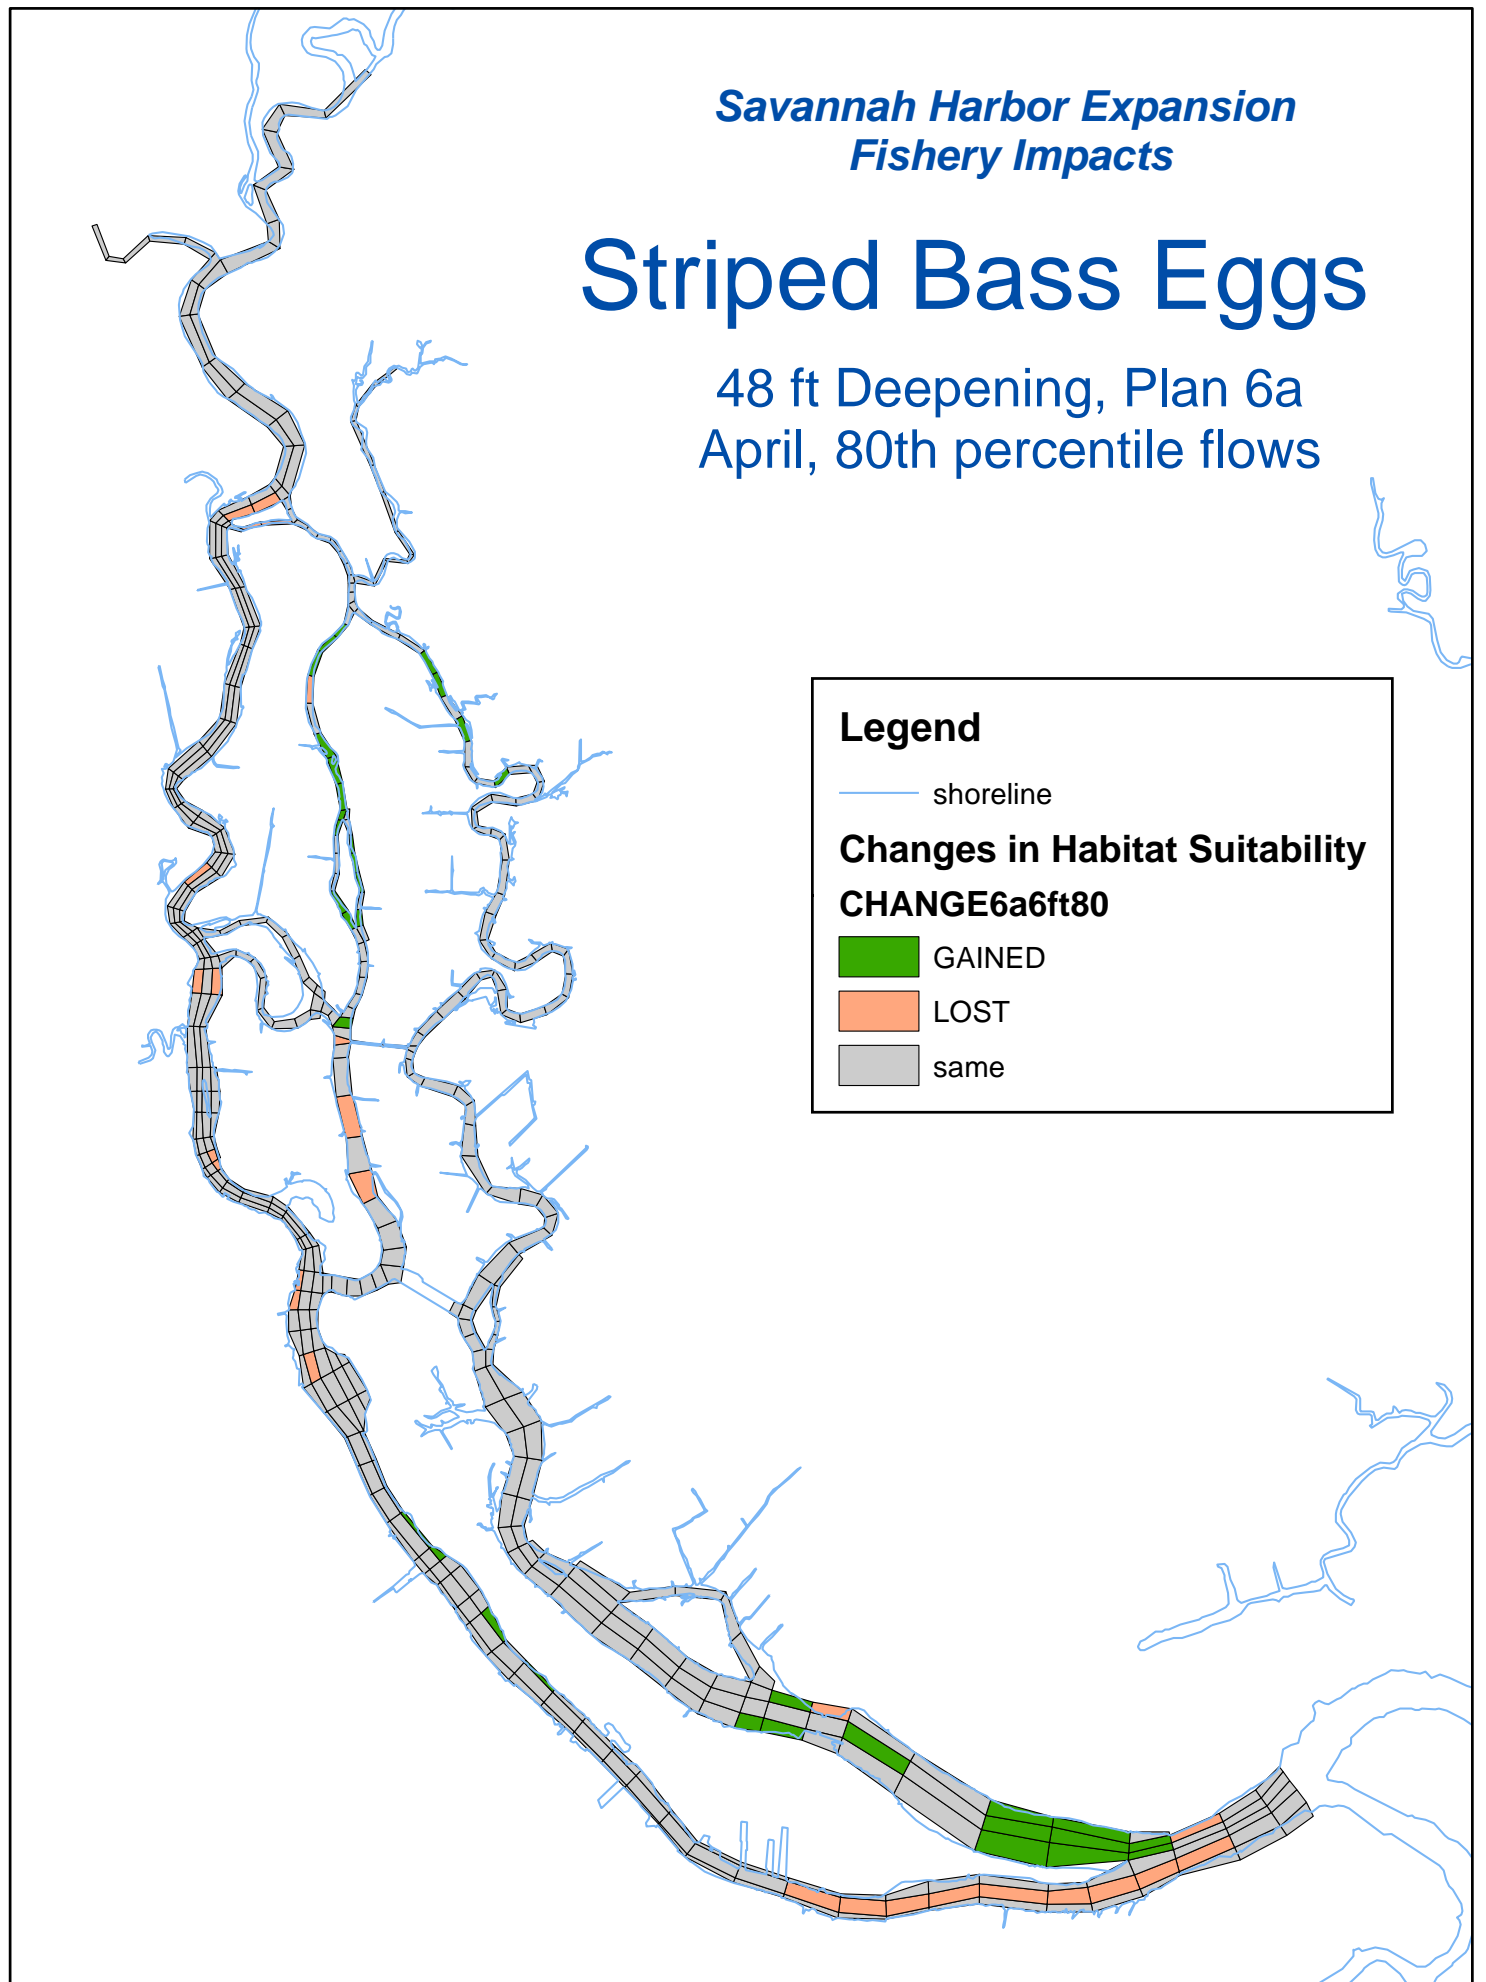 Savannah Harbor Expansion
Fishery Impacts
Striped Bass Eggs
48 ft Deepening, Plan 6a
April, 80th percentile flows
Legend
shoreline
Changes in Habitat Suitability
CHANGE6a6ft80
GAINED
LOST
same